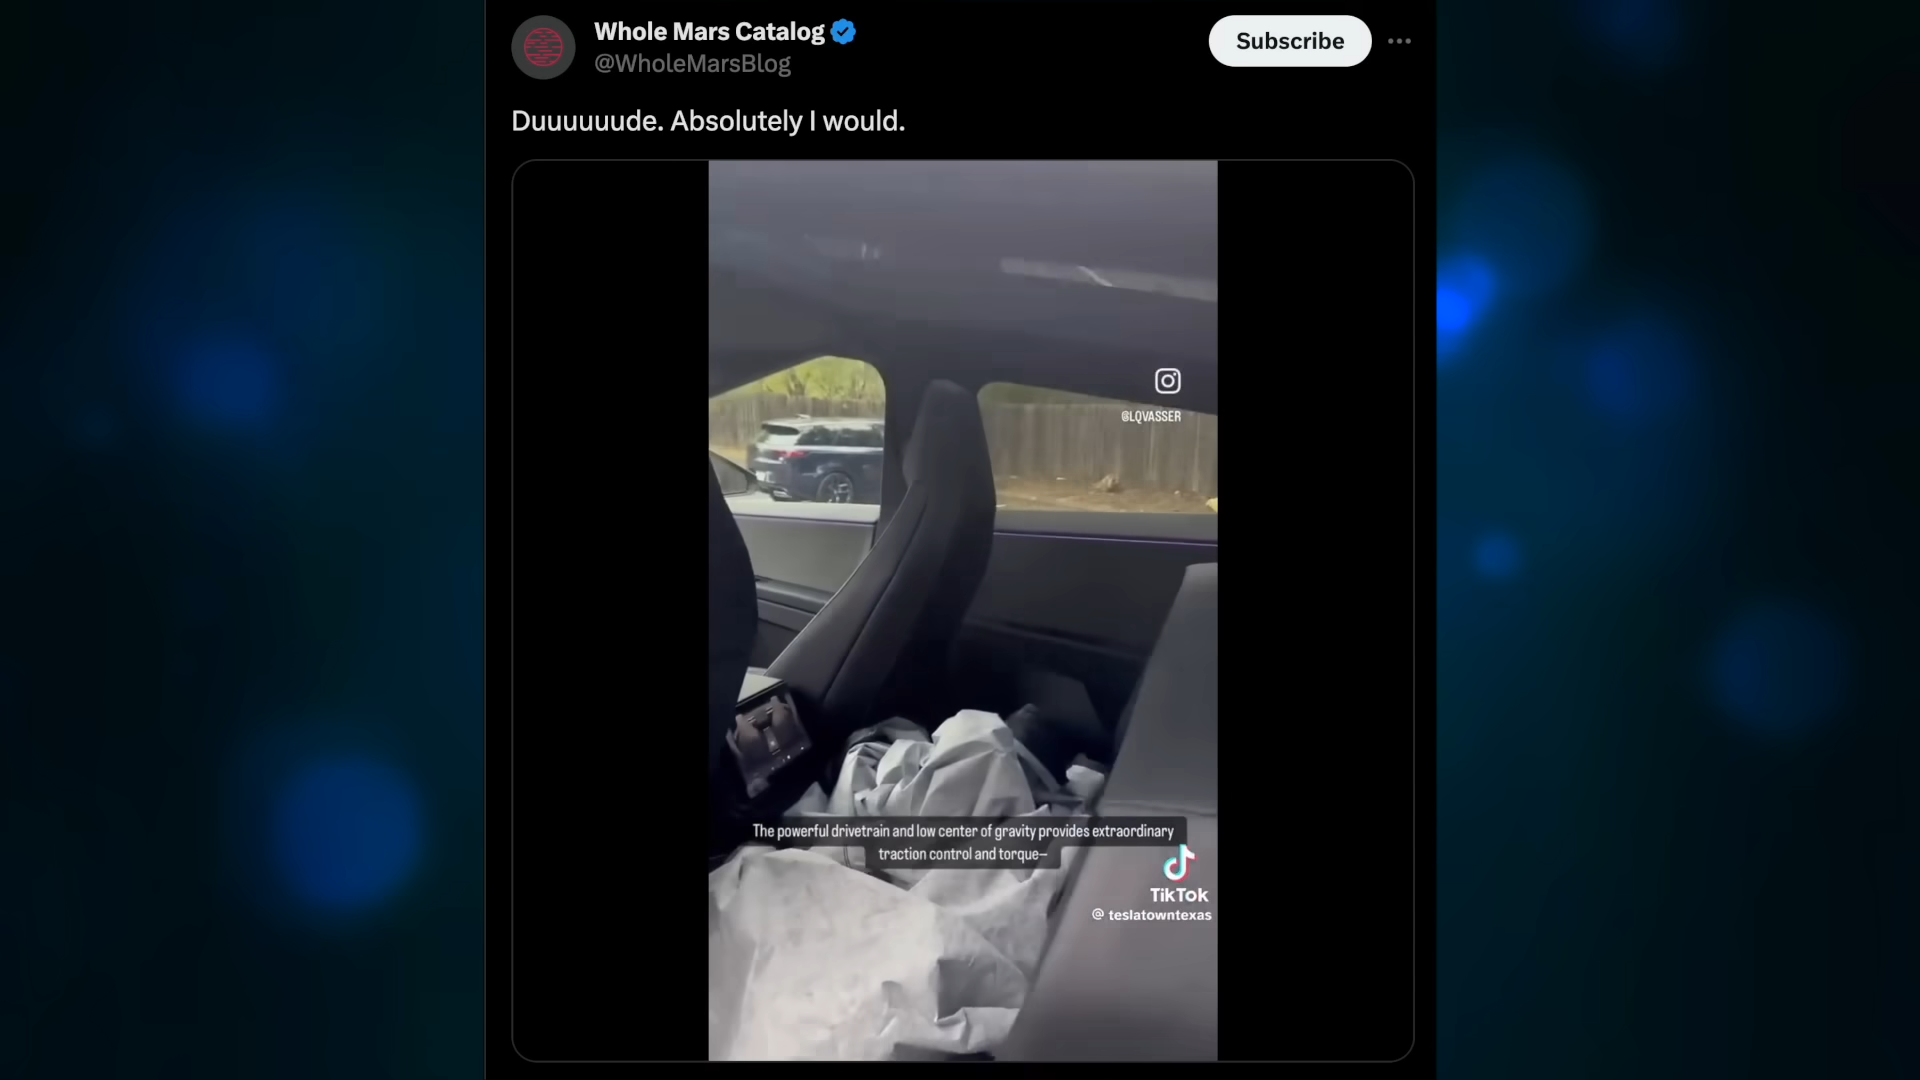 Whole Mars Catalog
@WholeMarsBlog
Subscribe
Duuuuuude. Absolutely I would.
@LQVASSER
The powerful drivetrain and low center of gravity provides extraordinary
traction control and torque—
TikTok
@ teslatowntexas